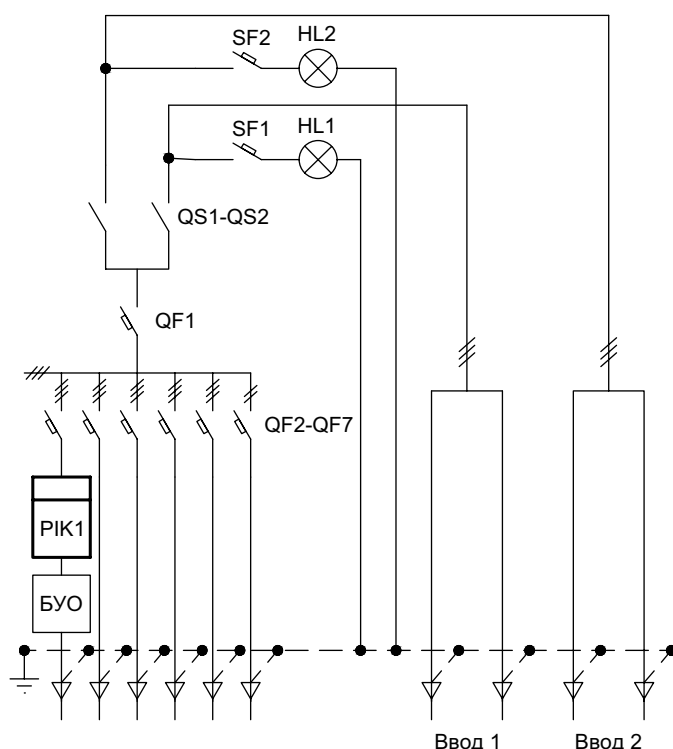 SF2
HL2
SF1
HL1
QS1-QS2
QF1
QF2-QF7
PIK1
БУО
Ввод 1
Ввод 2